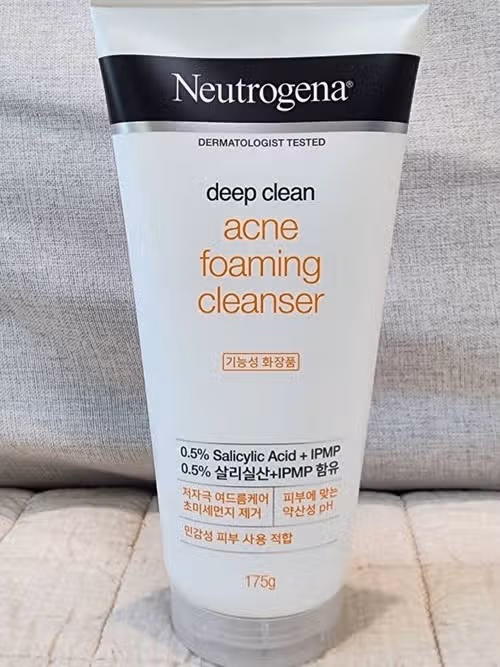 Neutrogena®
DERMATOLOGIST TESTED
deep clean
acne
foaming
cleanser
기능성 화장품
0.5% Salicylic Acid + IPMP
0.5% 살리실산+IPMP 함유
저자극 여드름케어
초미세먼지 제거
피부에 맞는
약산성 pH
민감성 피부 사용 적합
175g